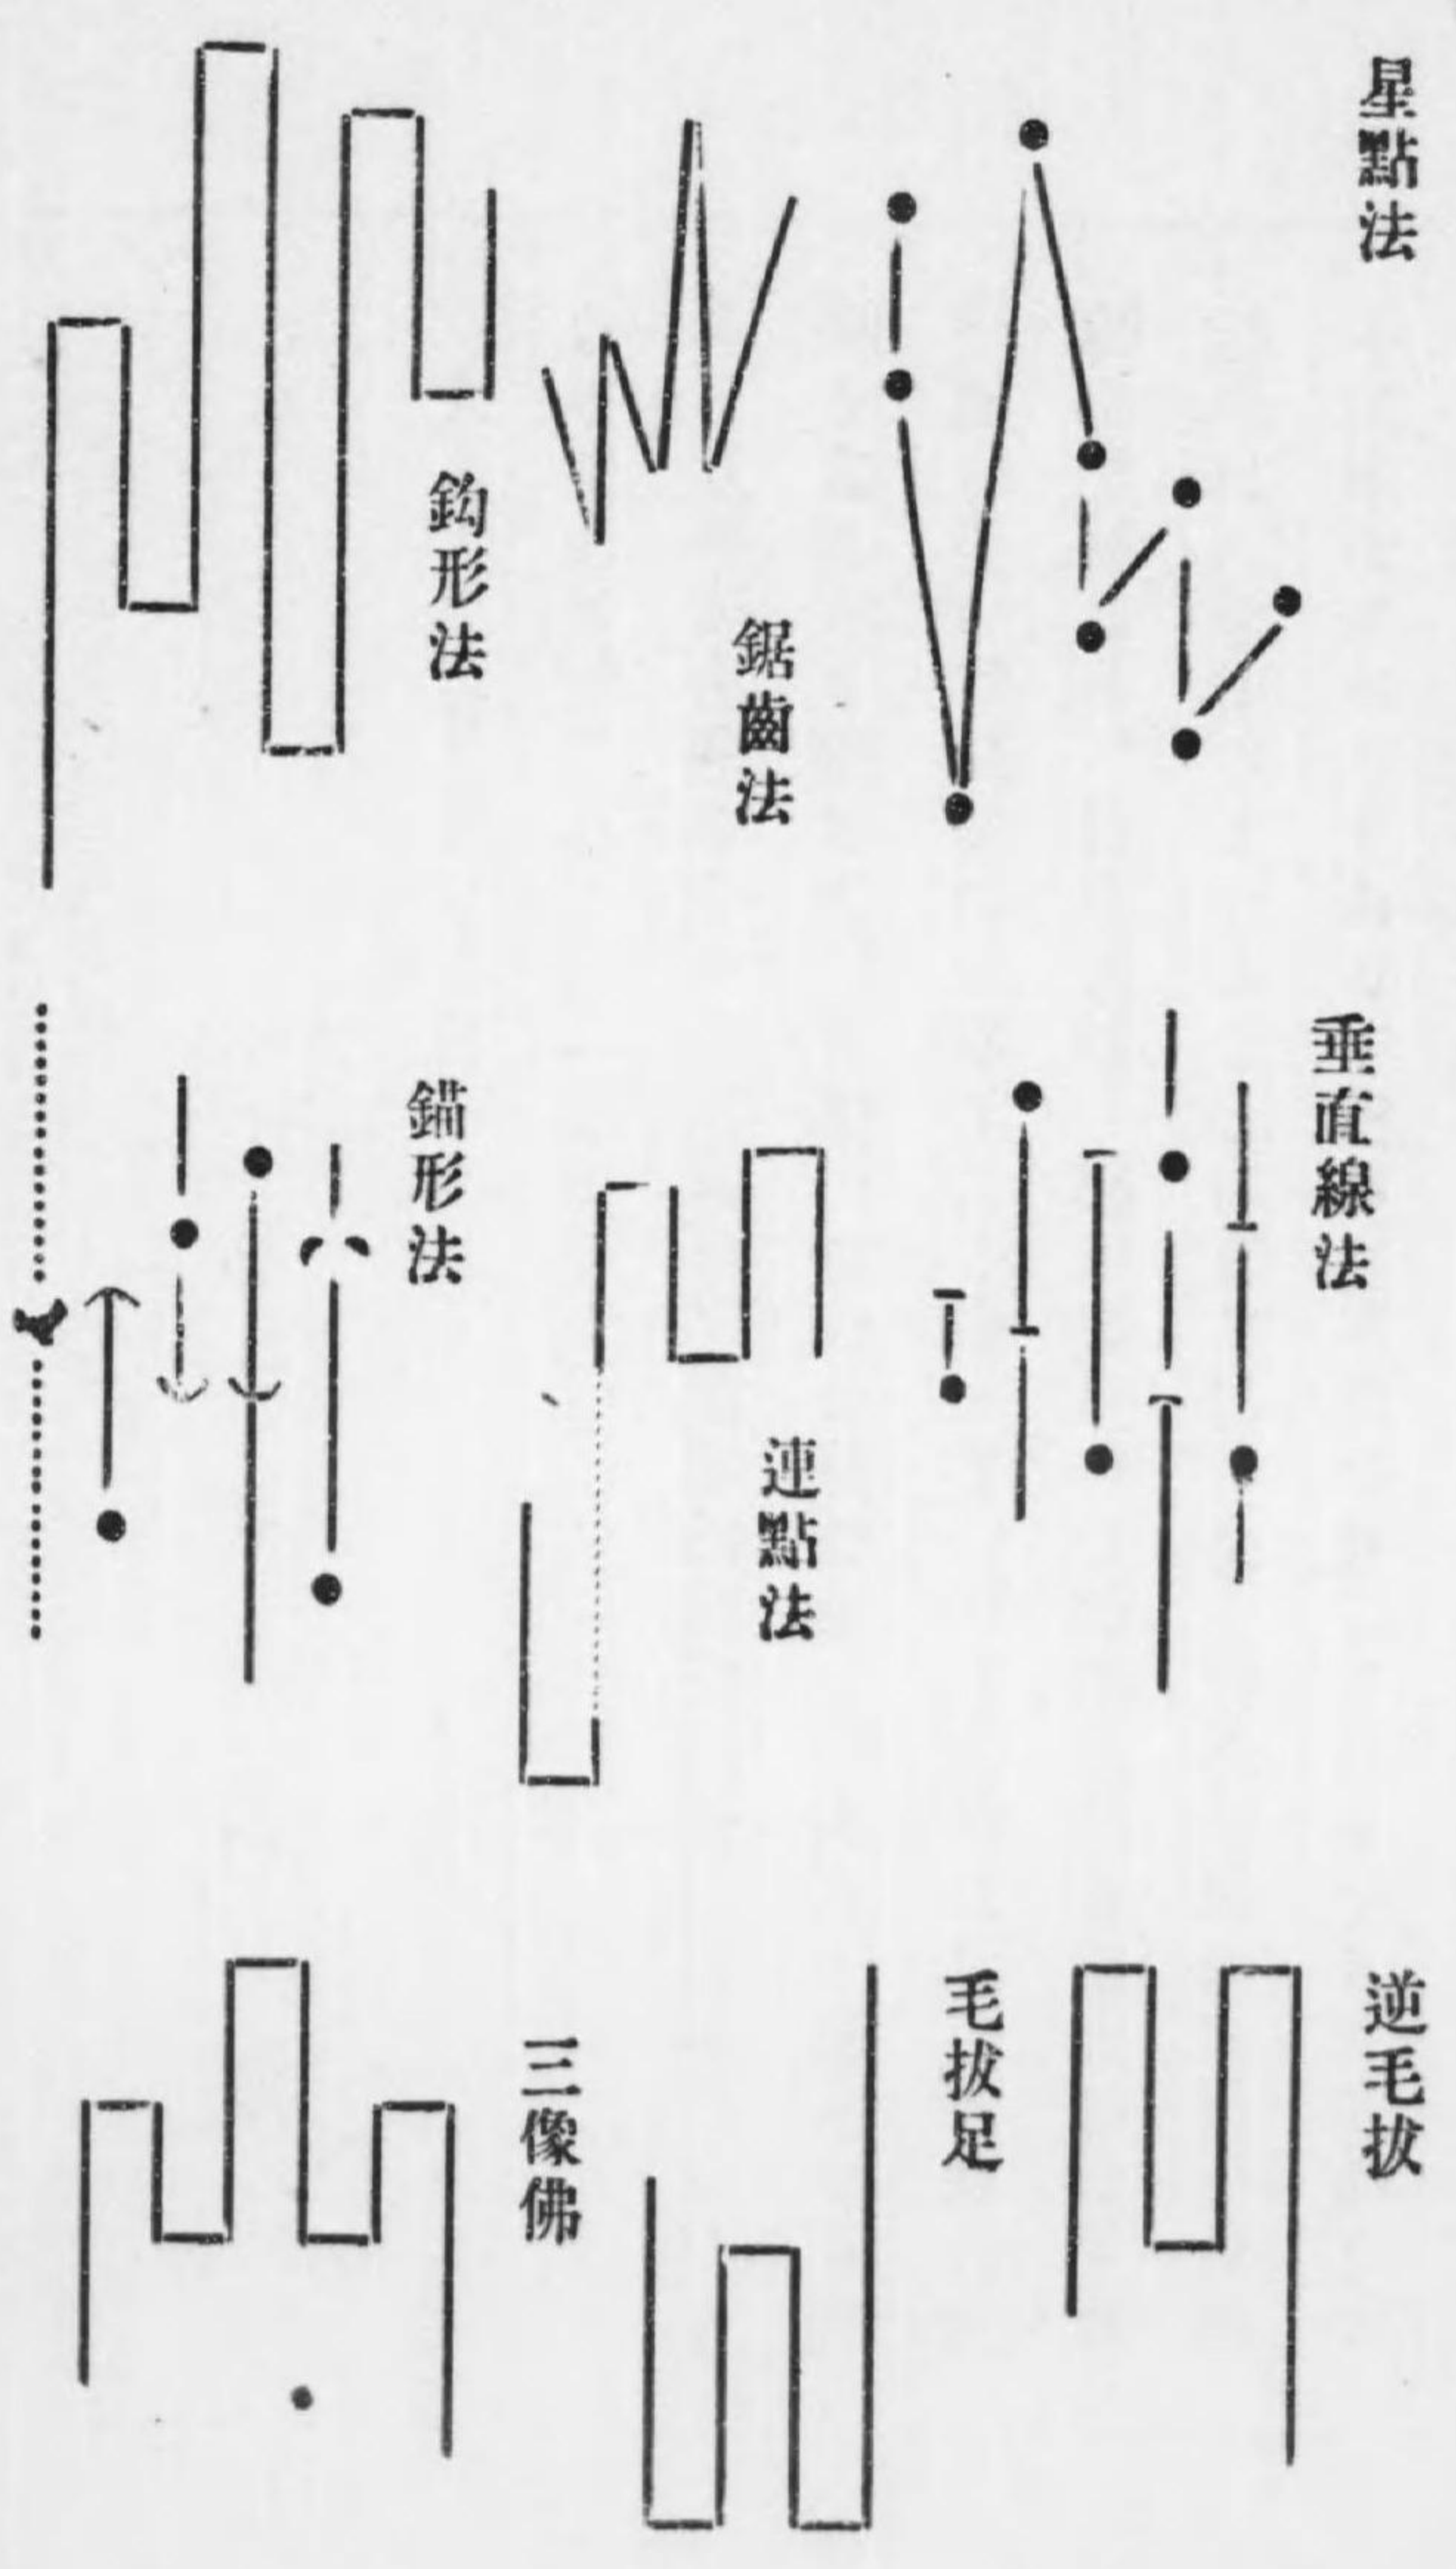 星點法
鋸齒法
鈎形法
垂直線法
連點法
錨形法
逆毛拔
毛拔足
三像佛